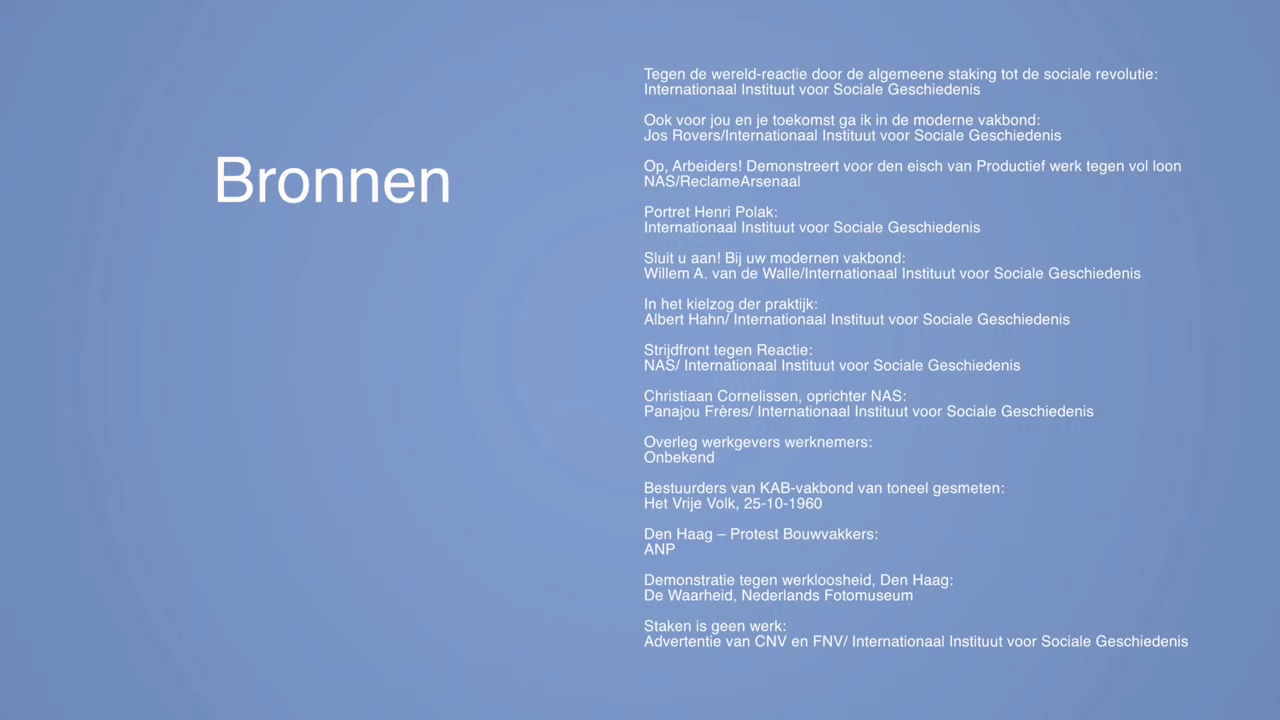 Bronnen
Tegen de wereld-reactie door de algemeene staking tot de sociale revolutie:
Internationaal Instituut voor Sociale Geschiedenis
Ook voor jou en je toekomst ga ik in de moderne vakbond:
Jos Rovers/Internationaal Instituut voor Sociale Geschiedenis
Op, Arbeiders! Demonstreert voor den eisch van Productief werk tegen vol loon
NAS/ReclameArsenaal
Portret Henri Polak:
Internationaal Instituut voor Sociale Geschiedenis
Sluit u aan! Bij uw modernen vakbond:
Willem A. van de Walle/Internationaal Instituut voor Sociale Geschiedenis
In het kielzog der praktijk:
Albert Hahn/ Internationaal Instituut voor Sociale Geschiedenis
Strijdfront tegen Reactie:
NAS/ Internationaal Instituut voor Sociale Geschiedenis
Christiaan Cornelissen, oprichter NAS:
Panajou Frères/ Internationaal Instituut voor Sociale Geschiedenis
Overleg werkgevers werknemers:
Onbekend
Bestuurders van KAB-vakbond van toneel gesmeten:
Het Vrije Volk, 25-10-1960
Den Haag – Protest Bouwvakkers:
ANP
Demonstratie tegen werkloosheid, Den Haag:
De Waarheid, Nederlands Fotomuseum
Staken is geen werk:
Advertentie van CNV en FNV/ Internationaal Instituut voor Sociale Geschiedenis